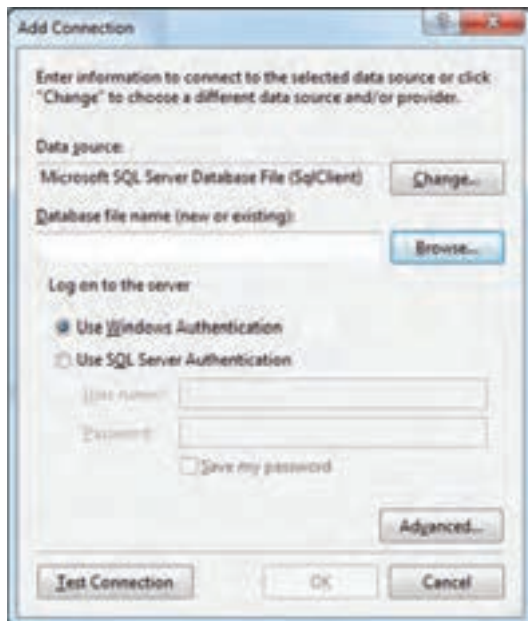 Add Connection
Enter information to connect to the selected data source or click
"Change" to choose a different data source and/or provider.
Data source:
Microsoft SQL Server Database File (SqlClient)
Change...
Database file name (new or existing):
Browse...
Log on to the server
Use Windows Authentication
Use SQL Server Authentication
User name:
Password:
Save my password
Advanced...
Test Connection
OK
Cancel